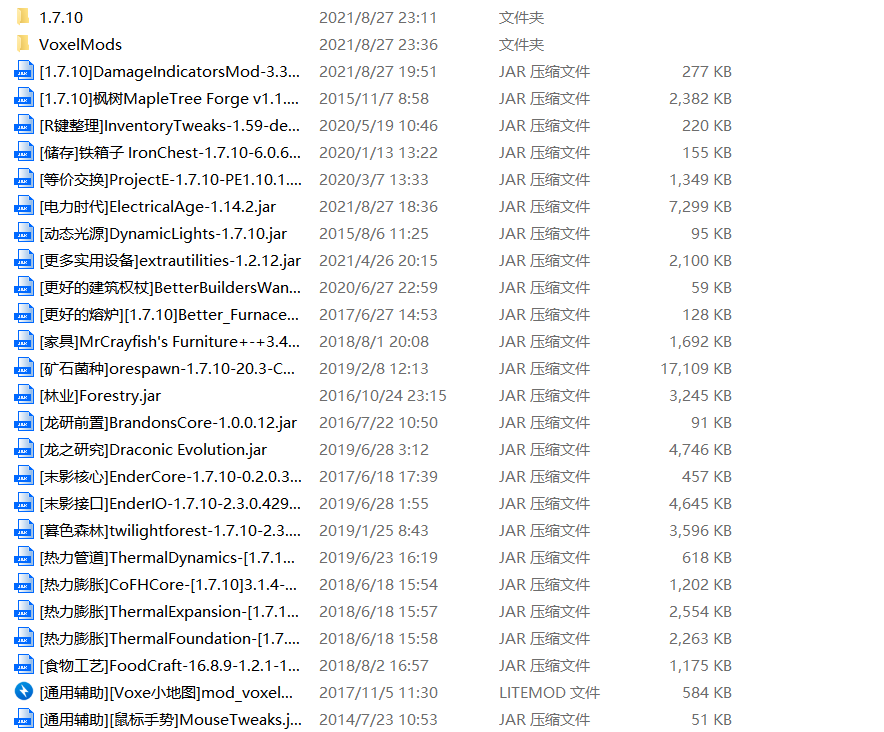 1.7.10 2021/8/27 23:11 文件夹
VoxelMods 2021/8/27 23:36 文件夹
[1.7.10]DamageIndicatorsMod-3.3... 2021/8/27 19:51 JAR 压缩文件 277 KB
[1.7.10]枫树MapleTree Forge v1.1.... 2015/11/7 8:58 JAR 压缩文件 2,382 KB
[R键整理]InventoryTweaks-1.59-de... 2020/5/19 10:46 JAR 压缩文件 220 KB
[储存]铁箱子 IronChest-1.7.10-6.0.6... 2020/1/13 13:22 JAR 压缩文件 155 KB
[等价交换]ProjectE-1.7.10-PE1.10.1.... 2020/3/7 13:33 JAR 压缩文件 1,349 KB
[电力时代]ElectricalAge-1.14.2.jar 2021/8/27 18:36 JAR 压缩文件 7,299 KB
[动态光源]DynamicLights-1.7.10.jar 2015/8/6 11:25 JAR 压缩文件 95 KB
[更多实用设备]extrautilities-1.2.12.jar 2021/4/26 20:15 JAR 压缩文件 2,100 KB
[更好的建筑权杖]BetterBuildersWan... 2020/6/27 22:59 JAR 压缩文件 59 KB
[更好的熔炉][1.7.10]Better_Furnace... 2017/6/27 14:53 JAR 压缩文件 128 KB
[家具]MrCrayfish's Furniture+-+3.4... 2018/8/1 20:08 JAR 压缩文件 1,692 KB
[矿石菌种]orespawn-1.7.10-20.3-C... 2019/2/8 12:13 JAR 压缩文件 17,109 KB
[林业]Forestry.jar 2016/10/24 23:15 JAR 压缩文件 3,245 KB
[龙研前置]BrandonsCore-1.0.0.12.jar 2016/7/22 10:50 JAR 压缩文件 91 KB
[龙之研究]Draconic Evolution.jar 2019/6/28 3:12 JAR 压缩文件 4,746 KB
[末影核心]EnderCore-1.7.10-0.2.0.3... 2017/6/18 17:39 JAR 压缩文件 457 KB
[末影接口]EnderIO-1.7.10-2.3.0.429... 2019/6/28 1:55 JAR 压缩文件 4,645 KB
[暮色森林]twilightforest-1.7.10-2.3.... 2019/1/25 8:43 JAR 压缩文件 3,596 KB
[热力管道]ThermalDynamics-[1.7.1... 2019/6/23 16:19 JAR 压缩文件 618 KB
[热力膨胀]CoFHCore-[1.7.10]3.1.4-... 2018/6/18 15:54 JAR 压缩文件 1,202 KB
[热力膨胀]ThermalExpansion-[1.7.1... 2018/6/18 15:57 JAR 压缩文件 2,554 KB
[热力膨胀]ThermalFoundation-[1.7.... 2018/6/18 15:58 JAR 压缩文件 2,263 KB
[食物工艺]FoodCraft-16.8.9-1.2.1-1... 2018/8/2 16:57 JAR 压缩文件 1,175 KB
[通用辅助][Voxe小地图]mod_voxel... 2017/11/5 11:30 LITEMOD 文件 584 KB
[通用辅助][鼠标手势]MouseTweaks.j... 2014/7/23 10:53 JAR 压缩文件 51 KB